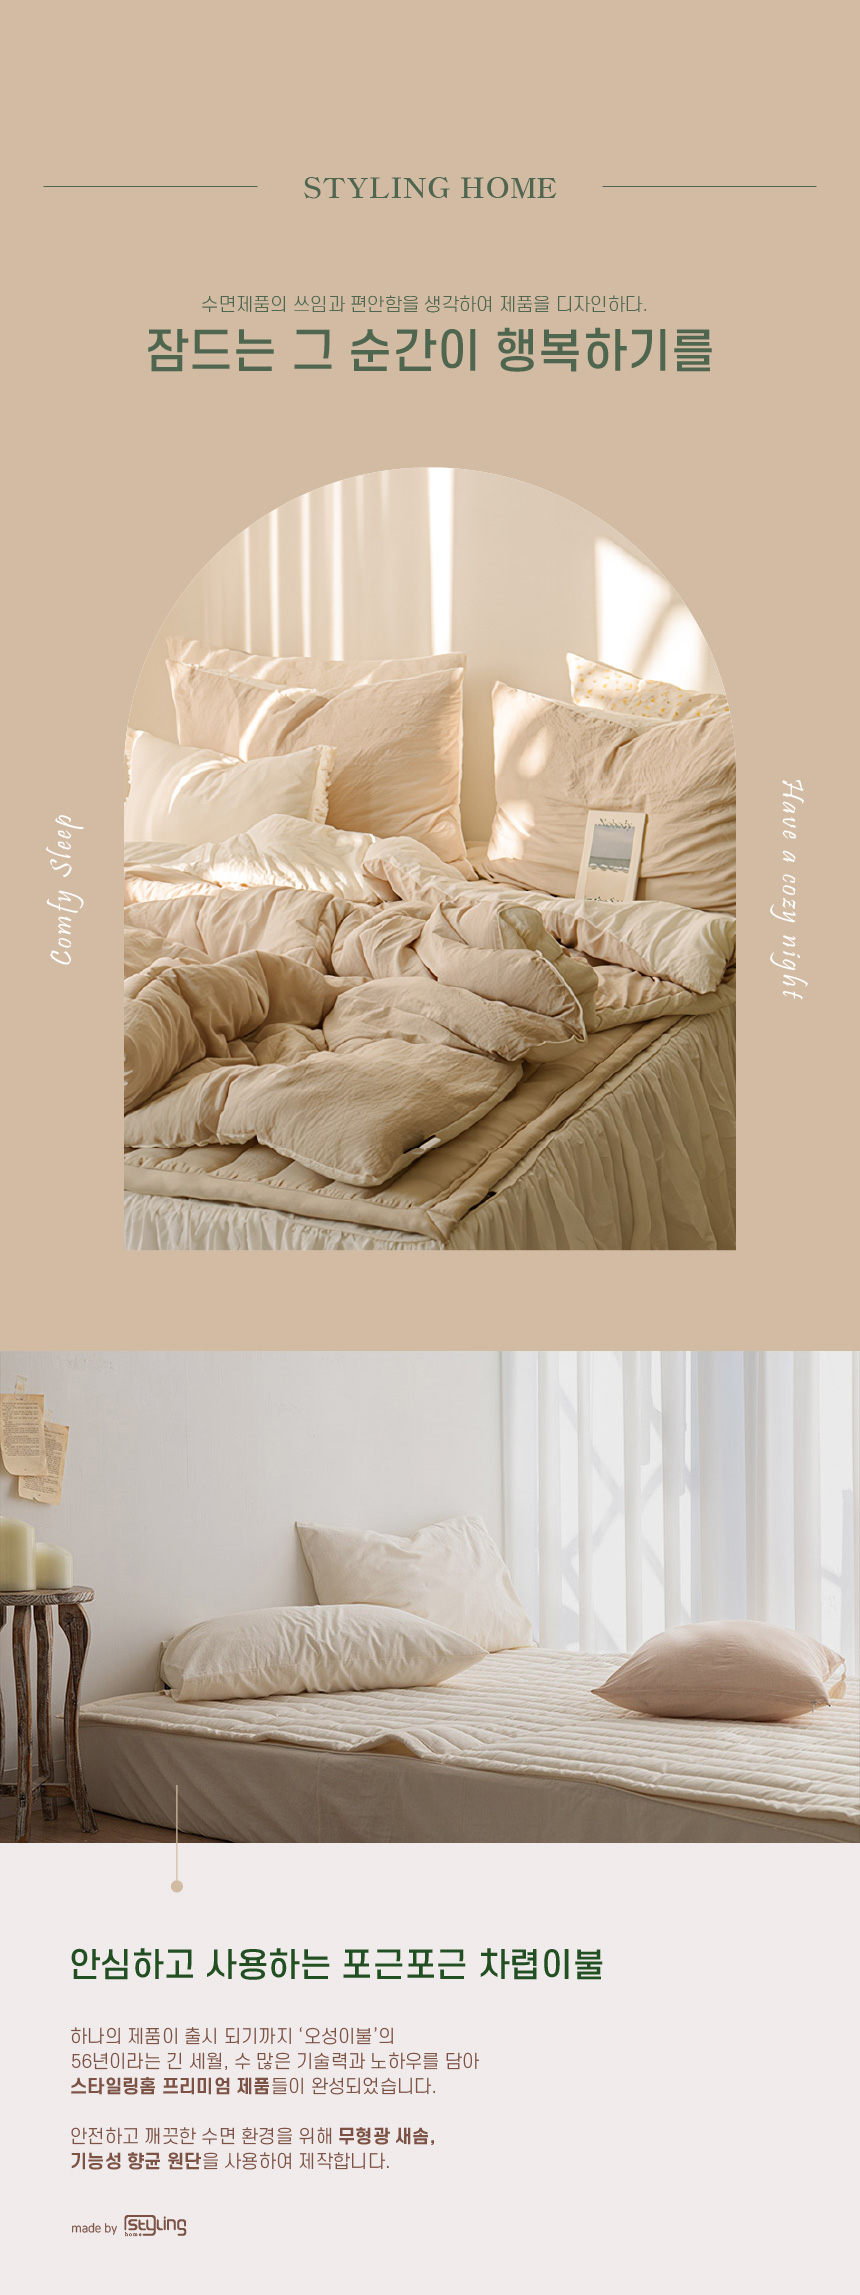 STYLING HOME
수면제품의 쓰임과 편안함을 생각하여 제품을 디자인하다.
잠드는 그 순간이 행복하기를
Comfy Sleep
Have a cozy night
Nobody
안심하고 사용하는 포근포근 차렵이불
하나의 제품이 출시 되기까지 ‘오성이불’의
56년이라는 긴 세월, 수 많은 기술력과 노하우를 담아
스타일링홈 프리미엄 제품들이 완성되었습니다.
안전하고 깨끗한 수면 환경을 위해 무형광 새솜,
기능성 향균 원단을 사용하여 제작합니다.
made by Styling home